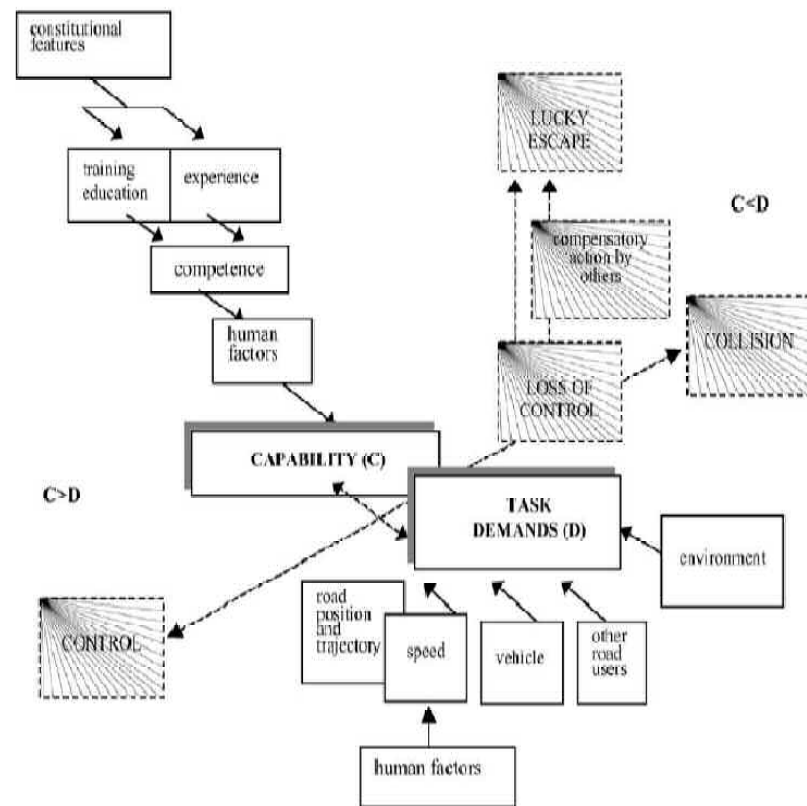 constitutional
features
training
education
experience
competence
human
factors
CAPABILITY (C)
C>D
CONTROL
LUCKY
ESCAPE
C<D
compensatory
action by
others
COLLISION
LOSS OF
CONTROL
TASK
DEMANDS (D)
environment
road
position
and
trajectory
speed
vehicle
other
road
users
human factors